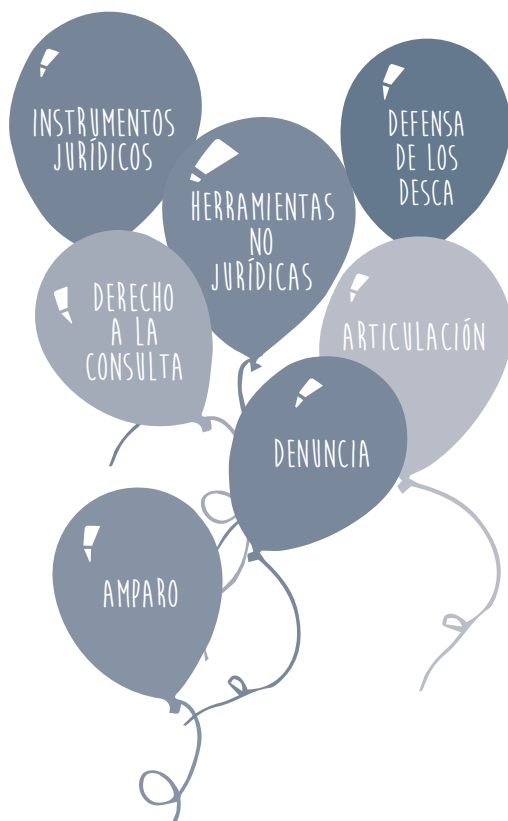 INSTRUMENTOS
JURÍDICOS
DEFENSA
DE LOS
DESCA
HERRAMIENTAS
NO
JURÍDICAS
DERECHO
A LA
CONSULTA
ARTICULACIÓN
DENUNCIA
AMPARO